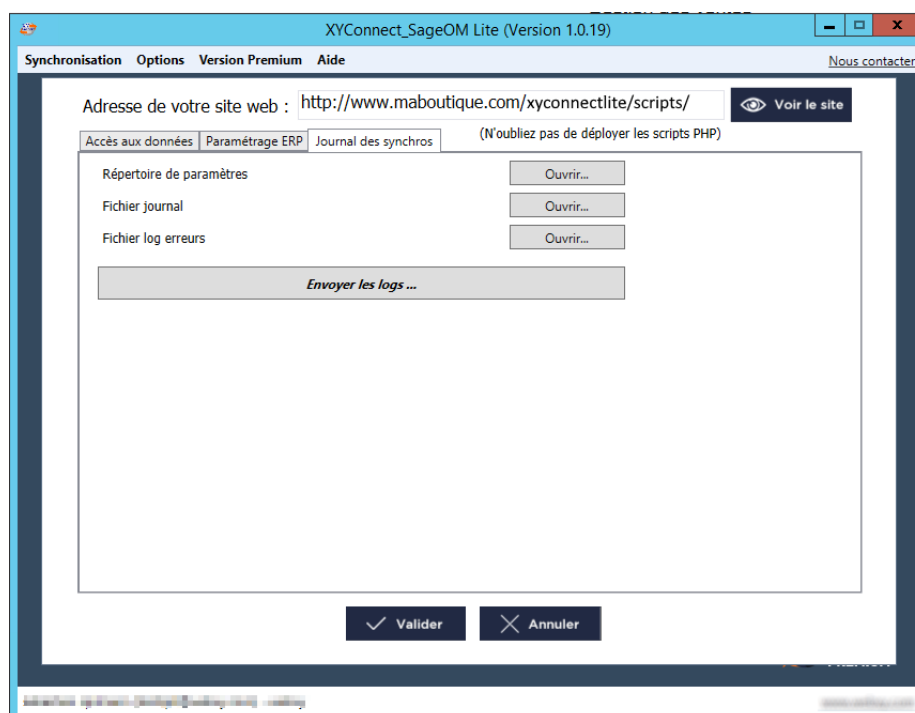 XYConnect_SageOM Lite (Version 1.0.19)
Synchronisation Options Version Premium Aide Nous contacter
Adresse de votre site web : http://www.maboutique.com/xyconnectlite/scripts/ Voir le site
(N'oubliez pas de déployer les scripts PHP)
Accès aux données Paramétrage ERP Journal des synchros
Répertoire de paramètres Ouvrir...
Fichier journal Ouvrir...
Fichier log erreurs Ouvrir...
Envoyer les logs ...
Valider Annuler